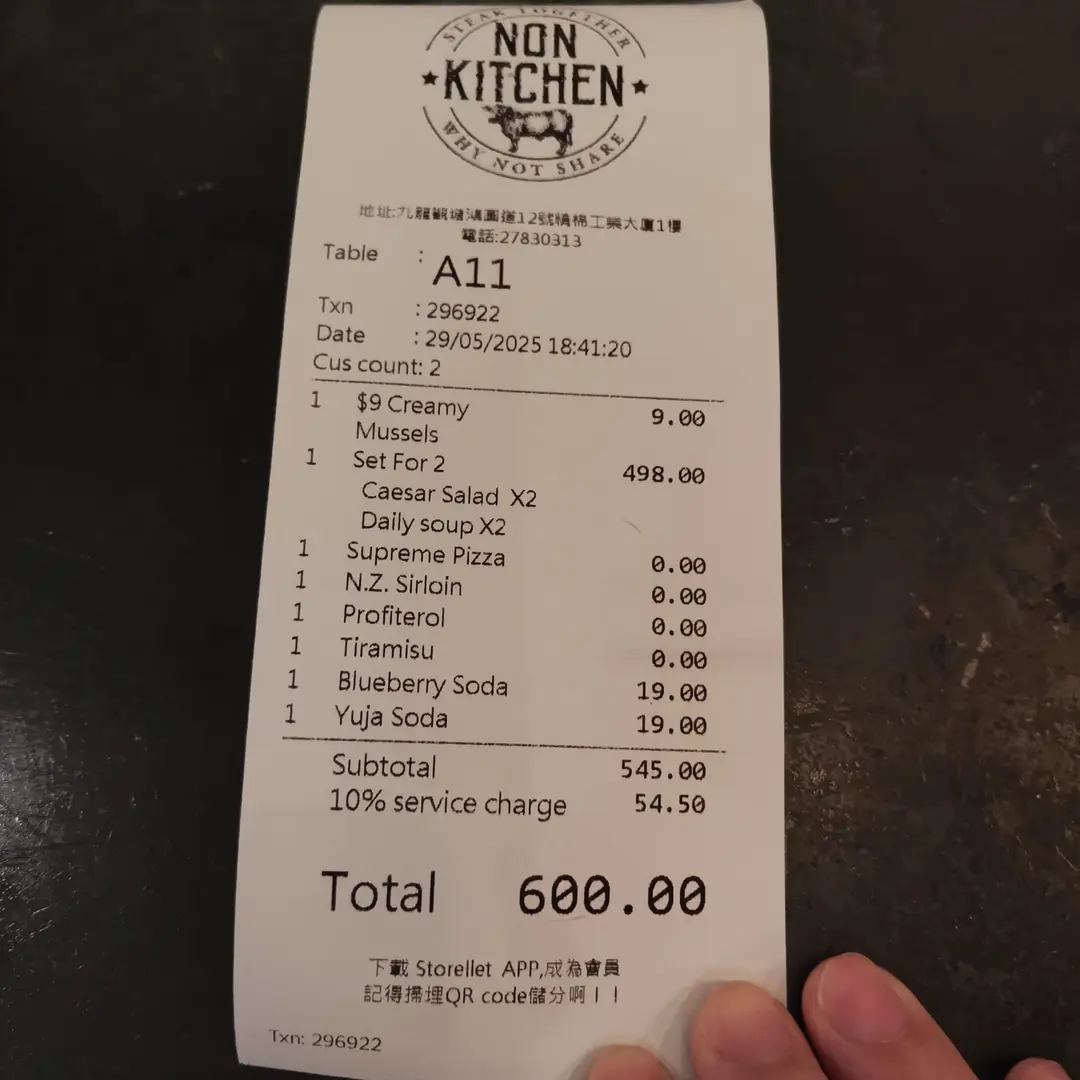 STEAK TOGETHER
NON
KITCHEN
WHY NOT SHARE
地址:九龍觀塘鴻圖道12號精棉工業大廈1樓
電話:27830313
Table : A11
Txn : 296922
Date : 29/05/2025 18:41:20
Cus count: 2
1 $9 Creamy 9.00
Mussels
1 Set For 2 498.00
Caesar Salad X2
Daily soup X2
1 Supreme Pizza 0.00
1 N.Z. Sirloin 0.00
1 Profiterol 0.00
1 Tiramisu 0.00
1 Blueberry Soda 19.00
1 Yuja Soda 19.00
Subtotal 545.00
10% service charge 54.50
Total 600.00
下載 Storellet APP,成為會員
記得掃埋QR code儲分啊！！
Txn: 296922